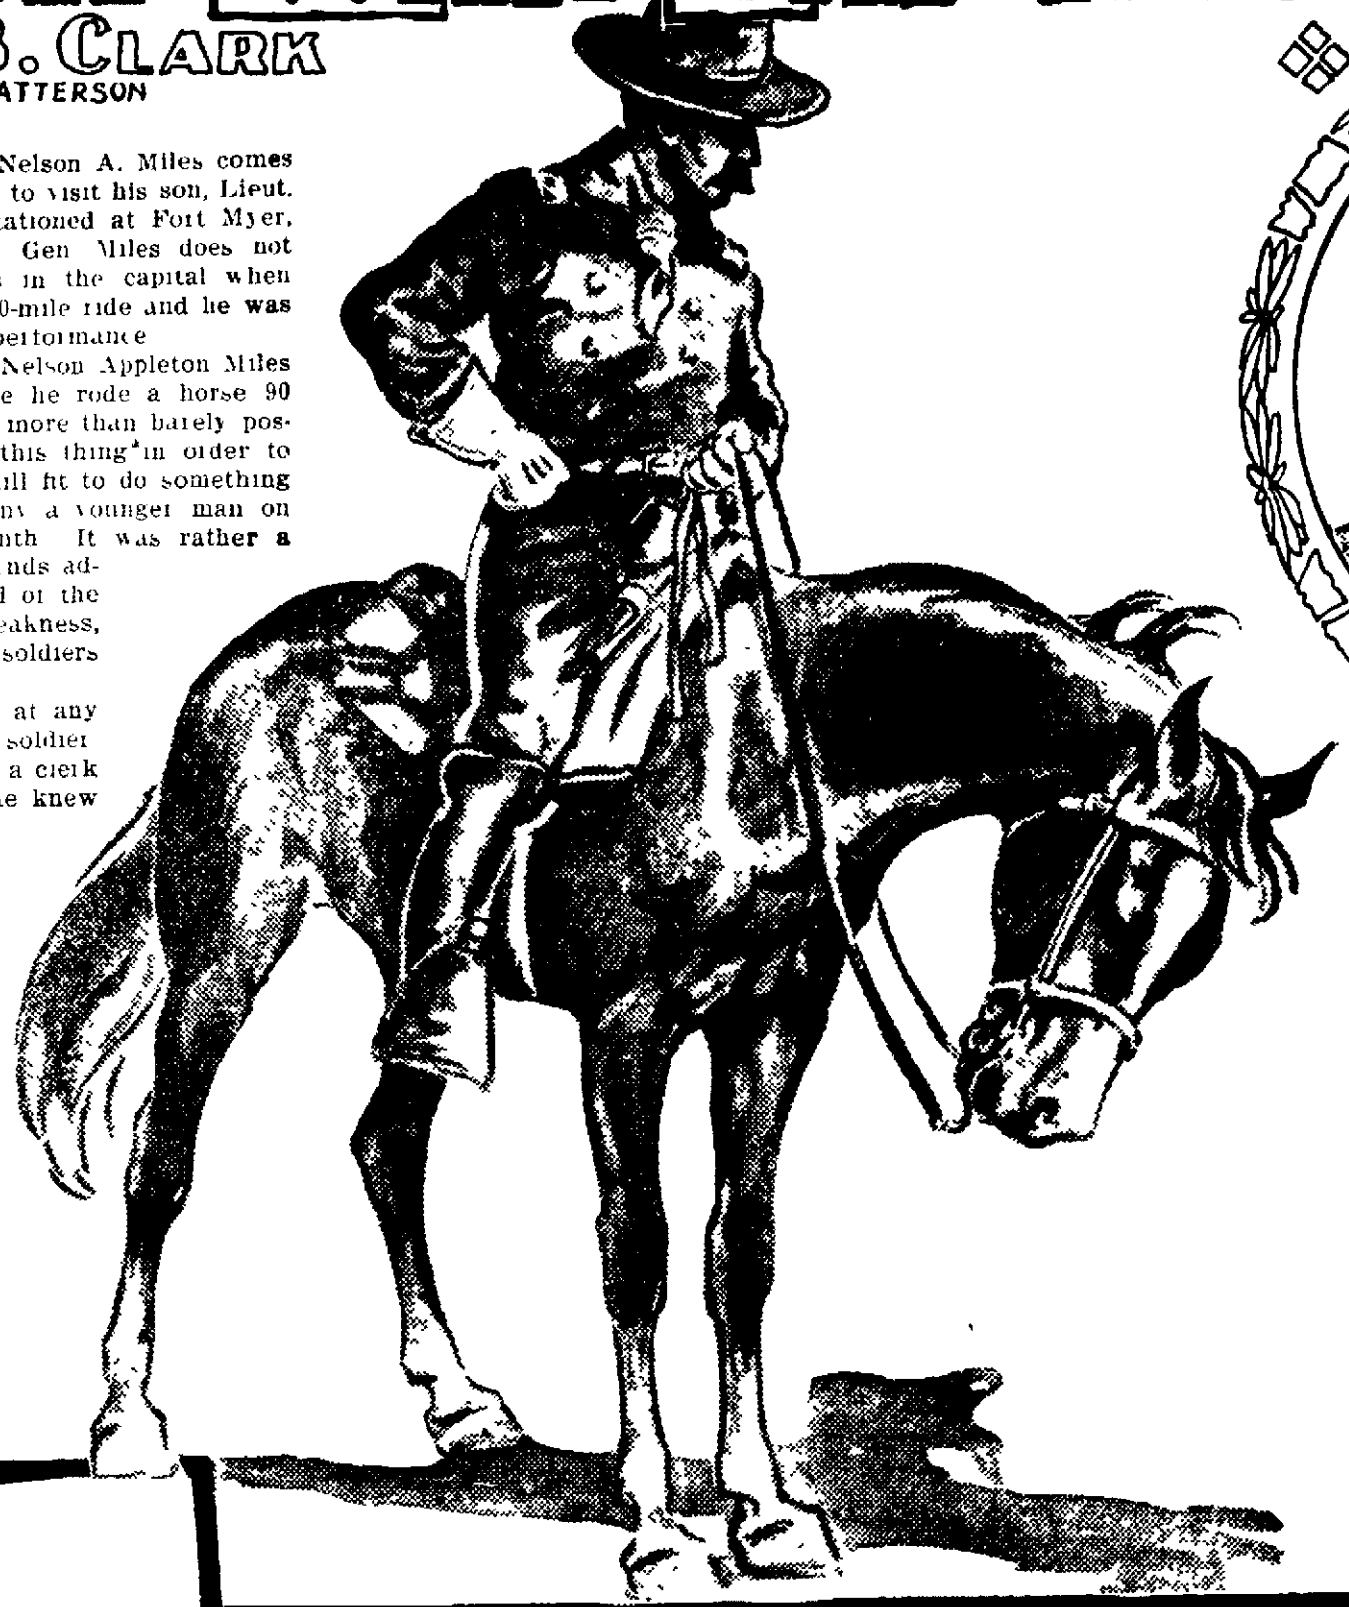 . CLARK
ATTERSON
Nelson A. Miles comes
to visit his son, Lieut.
tationed at Fort Myer,
Gen Miles does not
in the capital when
0-mile ride and he was
performance
Nelson Appleton Miles
e he rode a horse 90
more than barely pos-
this thing in order to
ill fit to do something
a younger man on
nth It was rather a
nds ad-
d or the
eakness,
soldiers
at any
soldier
a clerk
e knew